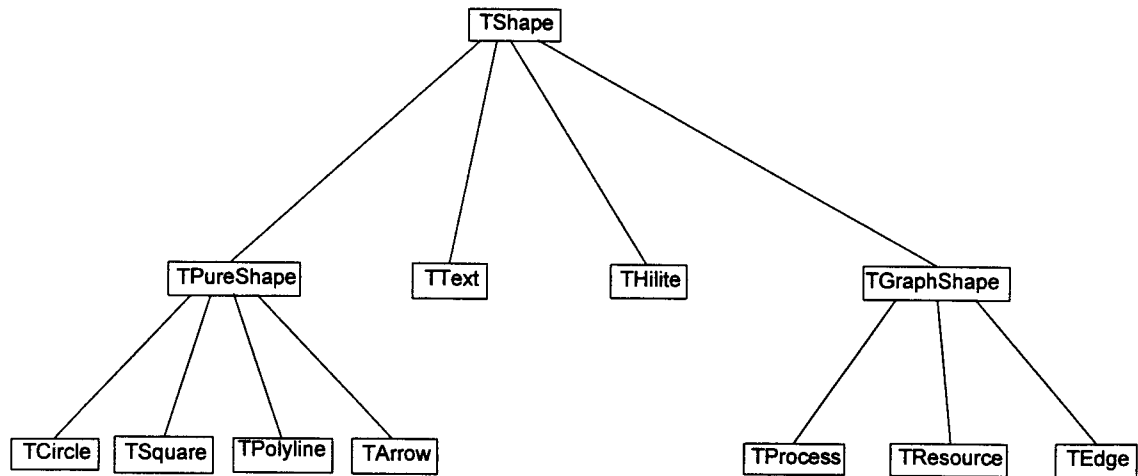 TShape
TPureShape
TText
THilite
TGraphShape
TCircle
TSquare
TPolyline
TArrow
TProcess
TResource
TEdge